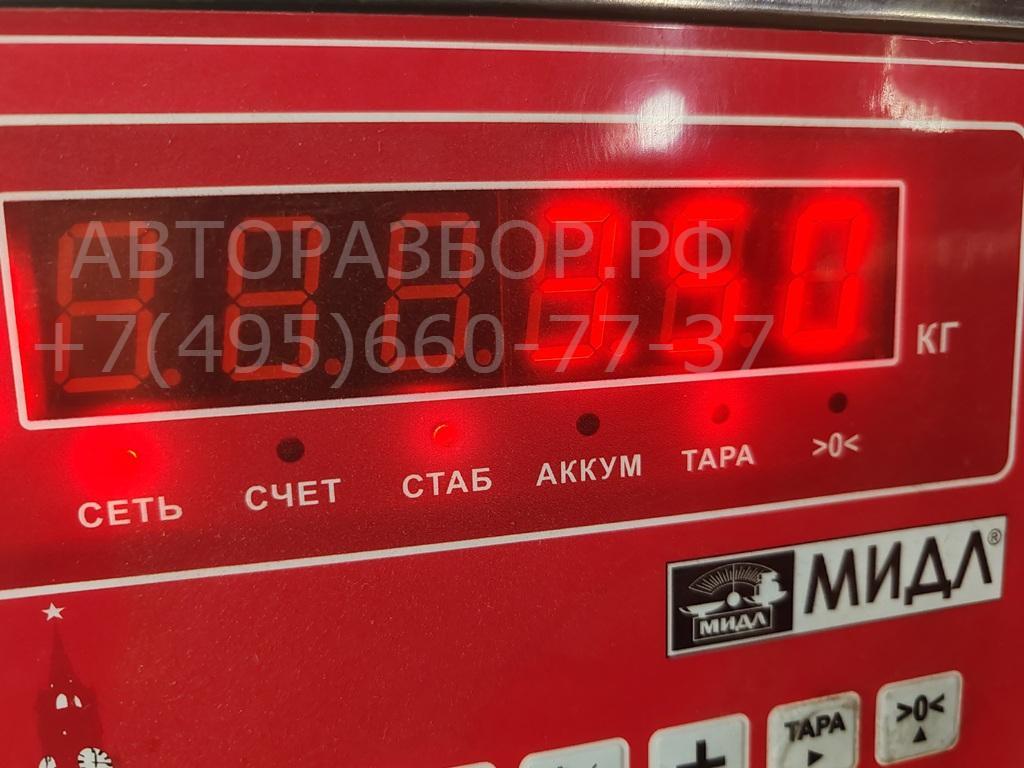 АВТОРАЗБОР.РФ
+7(495)660-77-37
КГ
СЕТЬ СЧЕТ СТАБ АККУМ ТАРА >0<
МИДЛ®
МИДЛ
ТАРА >0<
+